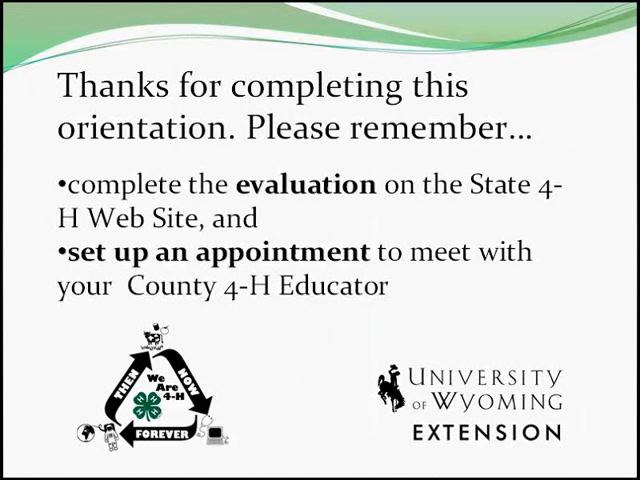 Thanks for completing this
orientation. Please remember...
•complete the evaluation on the State 4-
H Web Site, and
•set up an appointment to meet with
your  County 4-H Educator
THEN
NOW
We
Are
4-H
H H
H H
FOREVER
UNIVERSITY
OF WYOMING
EXTENSION